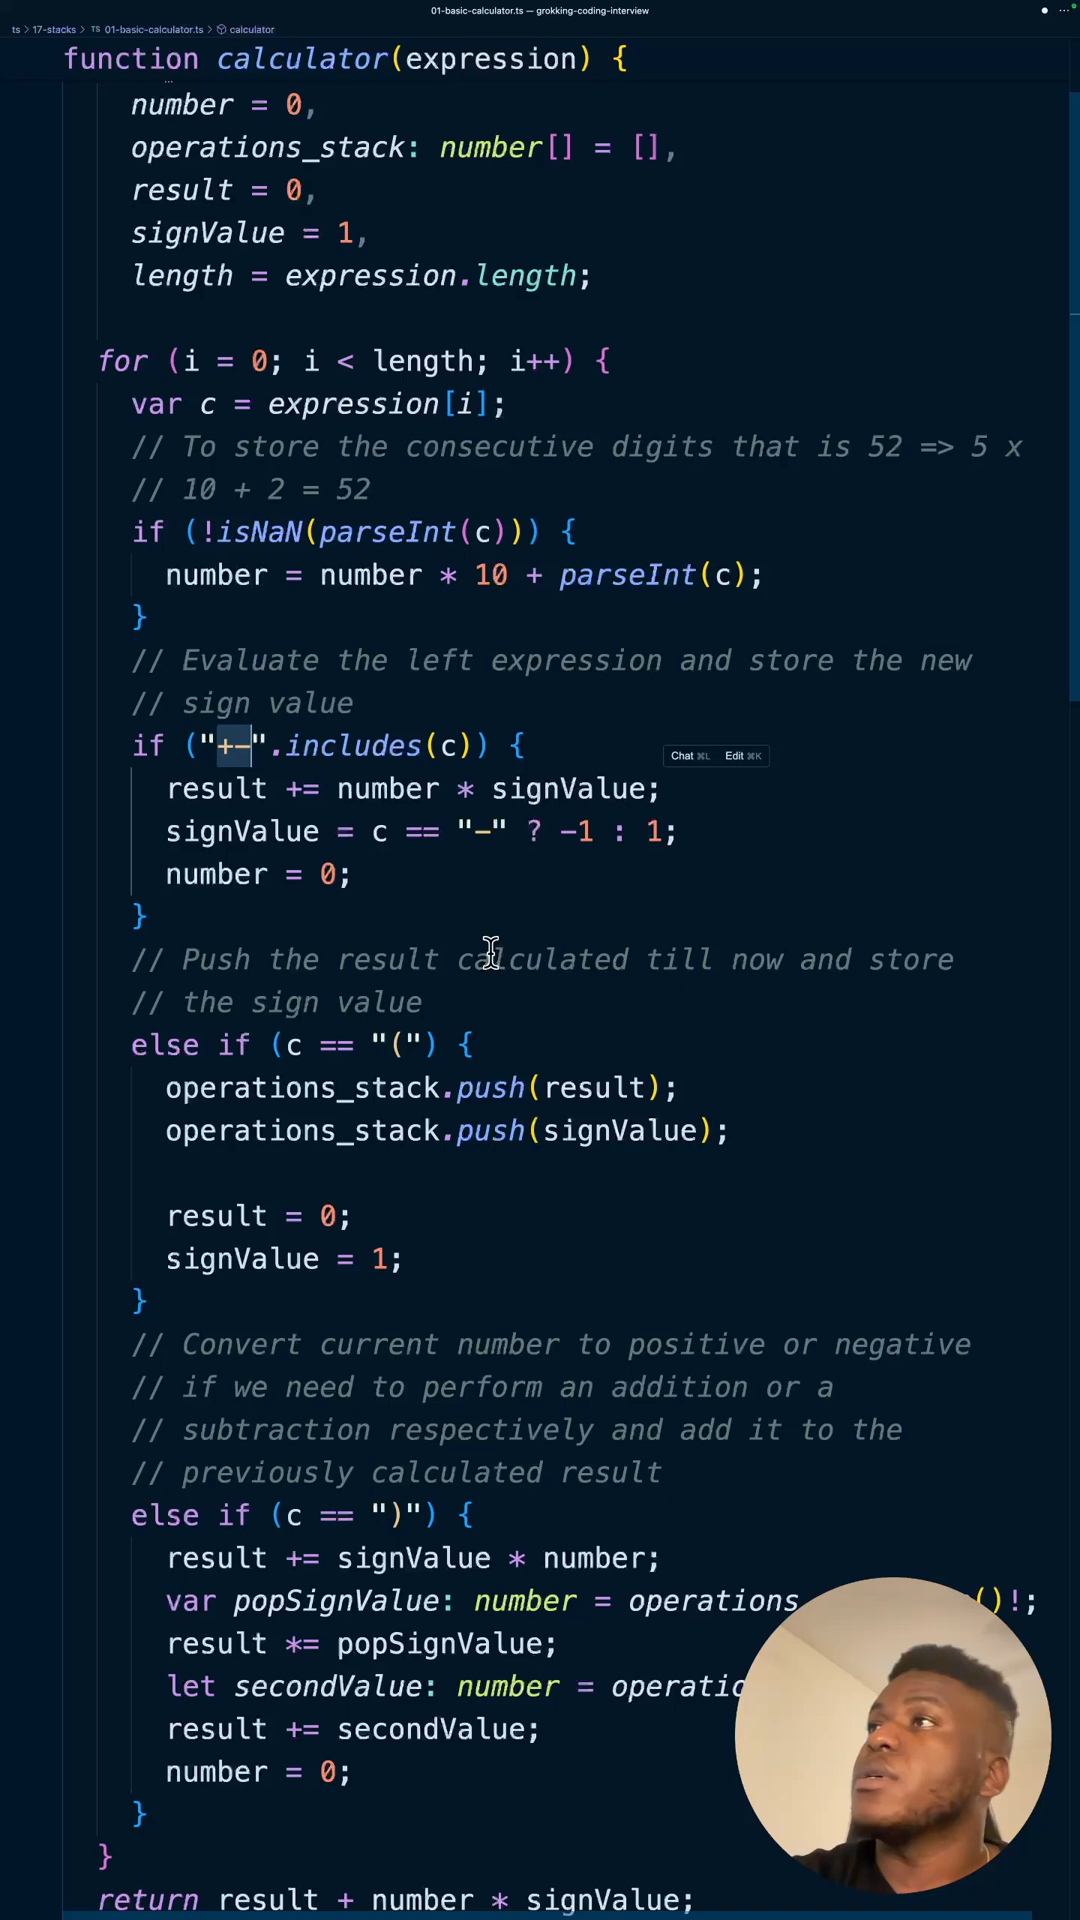 01-basic-calculator.ts — grokking-coding-interview
ts > 17-stacks > TS 01-basic-calculator.ts > calculator
function calculator(expression) {
number = 0,
operations_stack: number[] = [],
result = 0,
signValue = 1,
length = expression.length;
for (i = 0; i < length; i++) {
var c = expression[i];
// To store the consecutive digits that is 52 => 5 x
// 10 + 2 = 52
if (!isNaN(parseInt(c))) {
number = number * 10 + parseInt(c);
}
// Evaluate the left expression and store the new
// sign value
if ("+-".includes(c)) {
Chat ⌘L Edit ⌘K
result += number * signValue;
signValue = c == "-" ? -1 : 1;
number = 0;
}
// Push the result calculated till now and store
// the sign value
else if (c == "(") {
operations_stack.push(result);
operations_stack.push(signValue);
result = 0;
signValue = 1;
}
// Convert current number to positive or negative
// if we need to perform an addition or a
// subtraction respectively and add it to the
// previously calculated result
else if (c == ")") {
result += signValue * number;
var popSignValue: number = operations ()!;
result *= popSignValue;
let secondValue: number = operatio
result += secondValue;
number = 0;
}
}
return result + number * signValue;